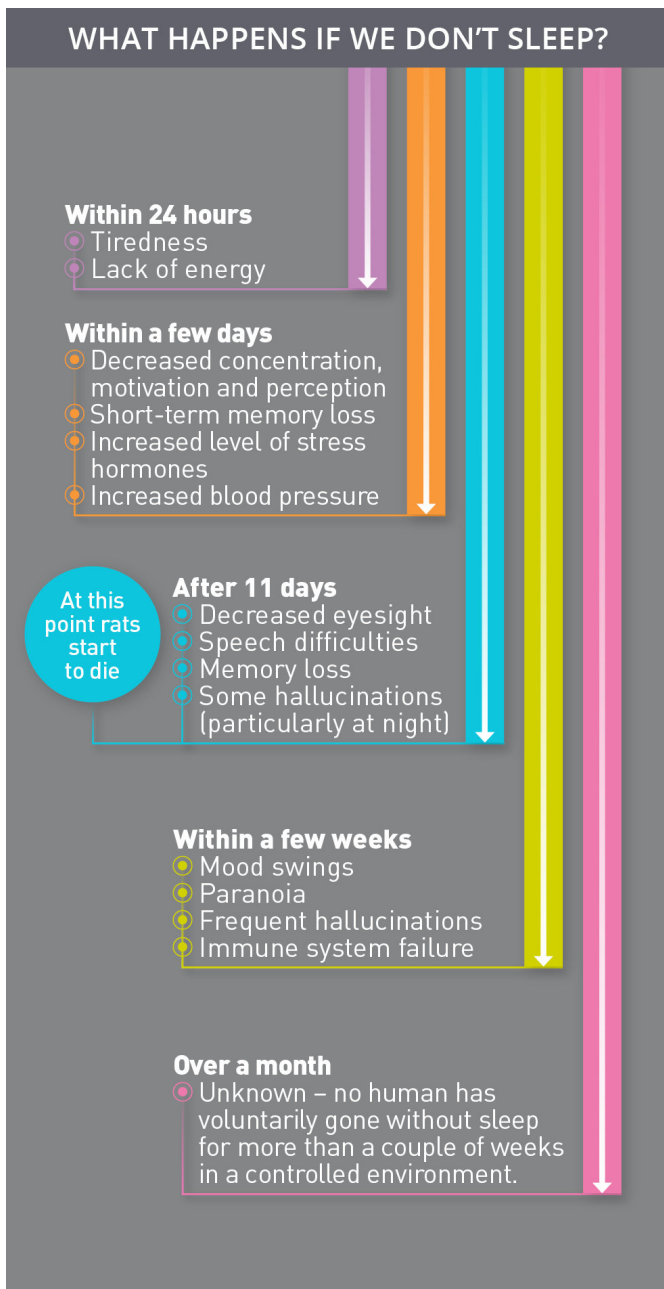 WHAT HAPPENS IF WE DON'T SLEEP?
Within 24 hours
Tiredness
Lack of energy
Within a few days
Decreased concentration,
motivation and perception
Short-term memory loss
Increased level of stress
hormones
Increased blood pressure
At this
point rats
start
to die
After 11 days
Decreased eyesight
Speech difficulties
Memory loss
Some hallucinations
(particularly at night)
Within a few weeks
Mood swings
Paranoia
Frequent hallucinations
Immune system failure
Over a month
Unknown – no human has
voluntarily gone without sleep
for more than a couple of weeks
in a controlled environment.